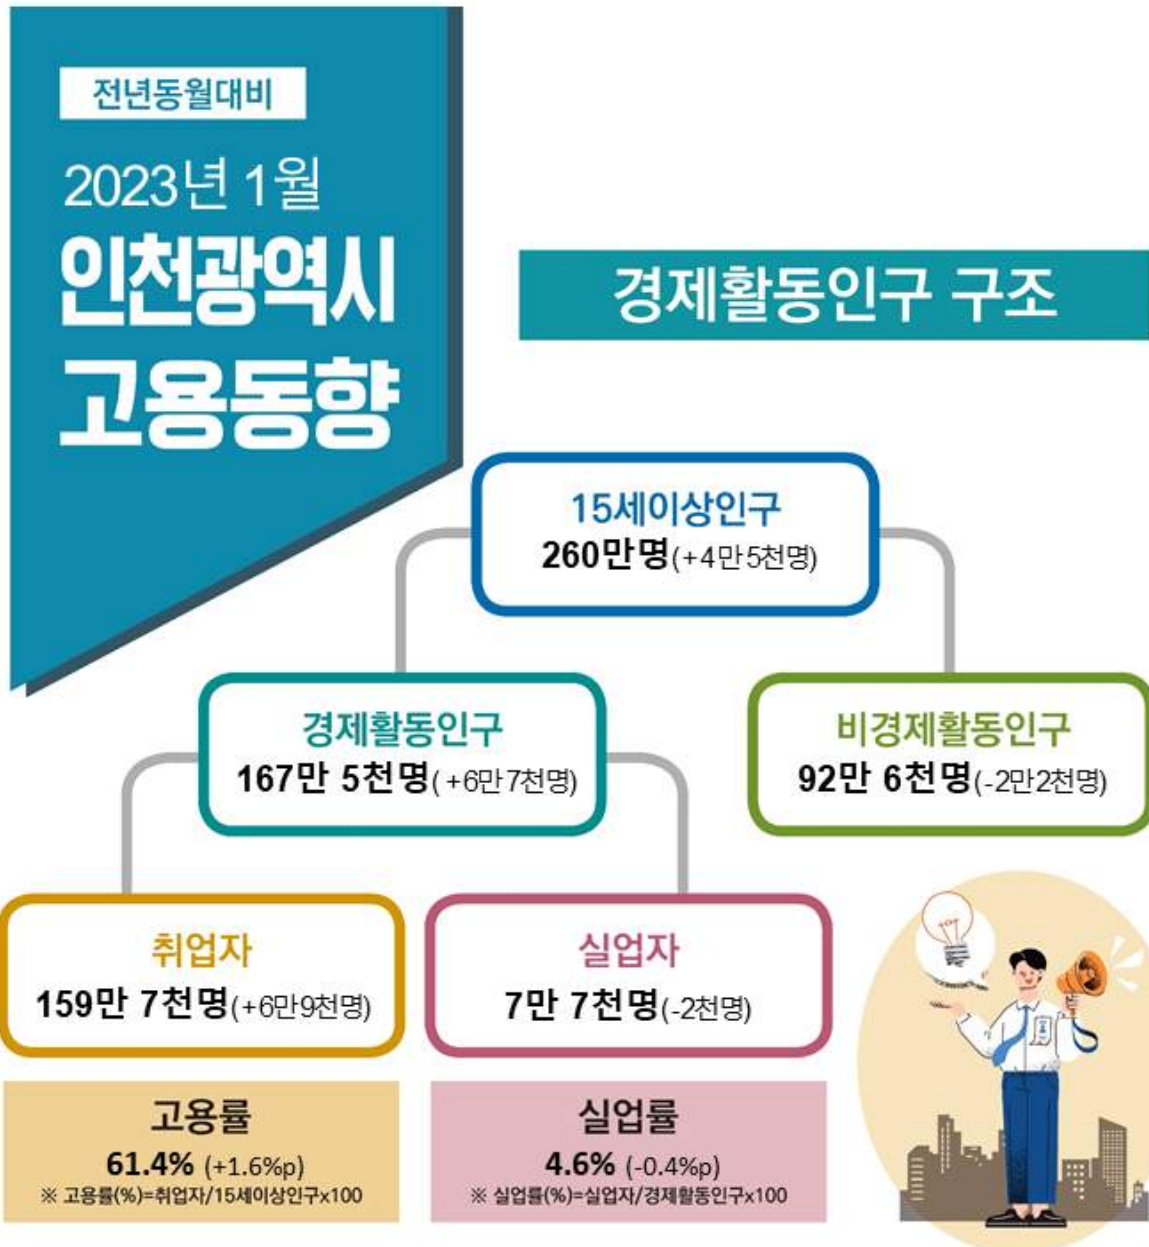 전년동월대비
2023년 1월
인천광역시
고용동향
경제활동인구 구조
15세이상인구
260만명(+4만5천명)
경제활동인구
167만 5천명( +6만7천명)
비경제활동인구
92만 6천명(-2만2천명)
취업자
159만 7천명(+6만9천명)
실업자
7만 7천명(-2천명)
고용률
61.4% (+1.6%p)
※ 고용률(%)=취업자/15세이상인구x100
실업률
4.6% (-0.4%p)
※ 실업률(%)=실업자/경제활동인구x100